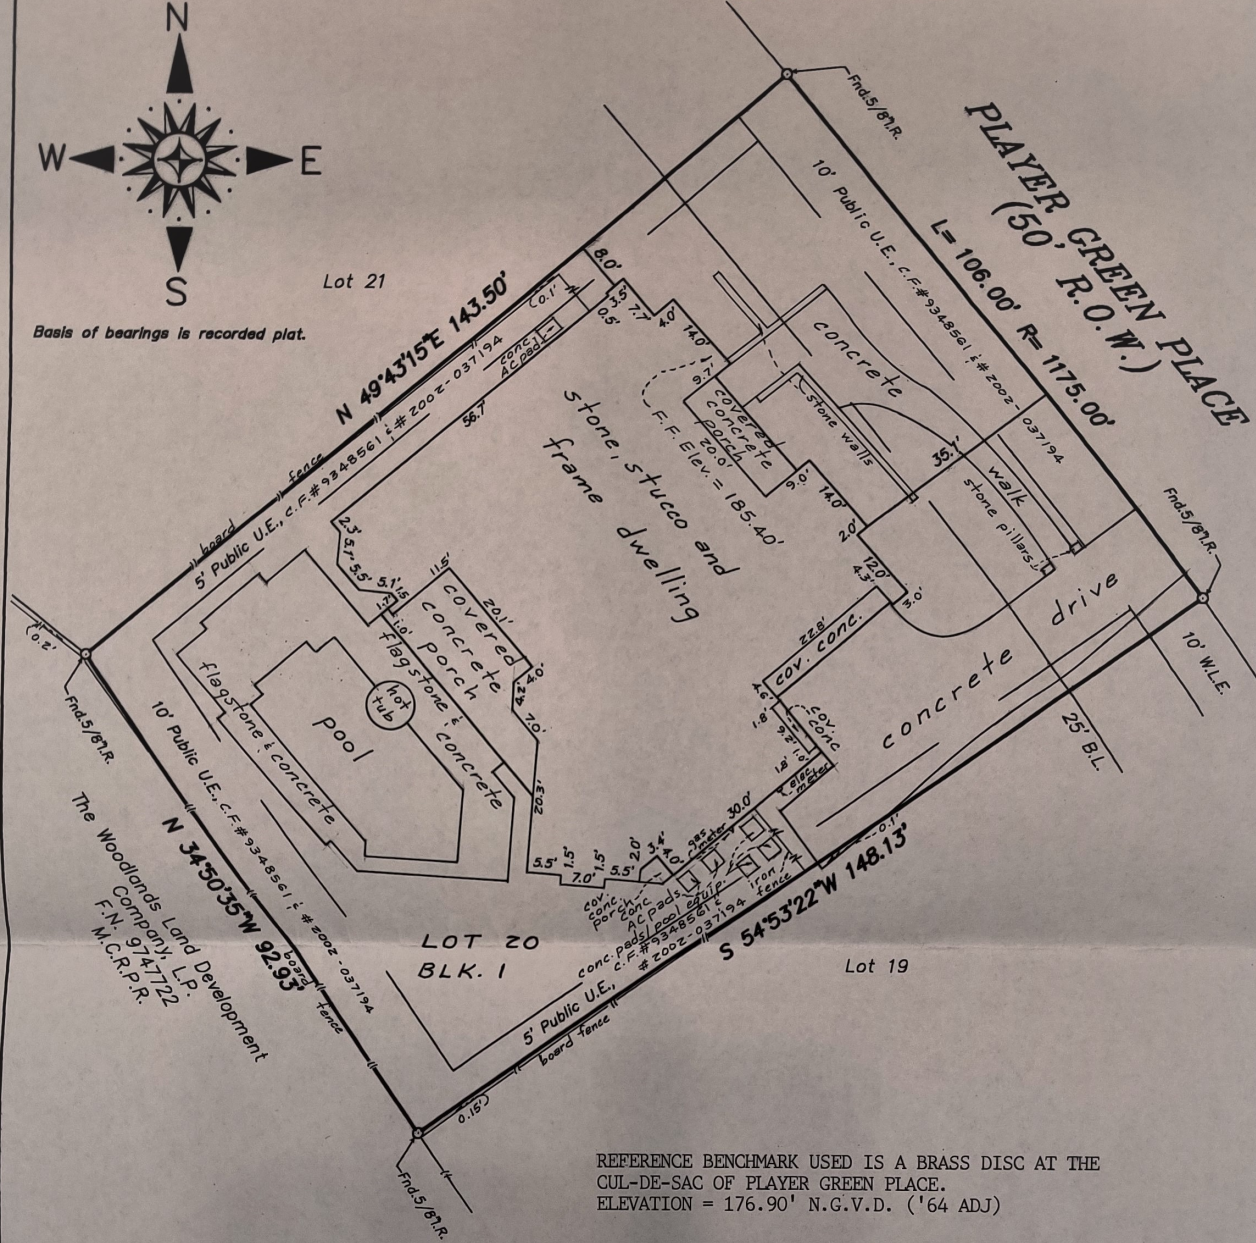 N
W
E
S
Basis of bearings is recorded plat.
Lot 21
N 49°43'15"E 143.50'
Fnd.5/8"I.R.
PLAYER GREEN PLACE
(50' R.O.W.)
L= 106.00' R= 1175.00'
10' Public U.E., C.F.#9348561 & #2002-037194
8.0'
(0.1'
3.5'
0.5'
7.7'
4.0'
14.0'
9.7'
conc.
AC pad
5' Public U.E., C.F.#9348561 & #2002-037194
board
fence
56.7'
stone, stucco and
frame dwelling
F.F. Elev. = 185.40'
covered
concrete
porch
20.0'
9.0'
14.0'
2.0'
12.0'
4.3'
3.0'
concrete
stone walls
35.1'
walk
stone pillars
Fnd.5/8"I.R.
drive
concrete
10' W.L.E.
25' B.L.
22.8'
cov. conc.
4.6'
1.8'
9.2'
1.0'
1.8'
cov.
conc
elec.
meter
2.3'
5.1'
5.5'
5.1'
1.5'
1.7'
1.0'
11.5'
20.1'
covered
concrete
porch
4.0'
4.2'
7.0'
20.3'
flagstone & concrete
hot
tub
pool
flagstone & concrete
(0.2'
Fnd.5/8"I.R.
10' Public U.E., C.F.#9348561 & #2002-037194
5.5'
1.5'
7.0'
1.5'
5.5'
2.0'
3.4'
4.0'
gas
meter
30.0'
cov.
conc.
porch
conc
AC pads
conc. pads/pool equip.
iron
fence
0.1'
5' Public U.E., C.F.#9348561 &
#2002-037194
board fence
S 54°53'22"W 148.13'
N 34°50'35"W 92.93'
board
fence
The Woodlands Land Development
Company, L.P.
F.N. 9747722
M.C.R.P.R.
LOT 20
BLK. 1
Lot 19
0.15')
Fnd.5/8"I.R.
REFERENCE BENCHMARK USED IS A BRASS DISC AT THE
CUL-DE-SAC OF PLAYER GREEN PLACE.
ELEVATION = 176.90' N.G.V.D. ('64 ADJ)